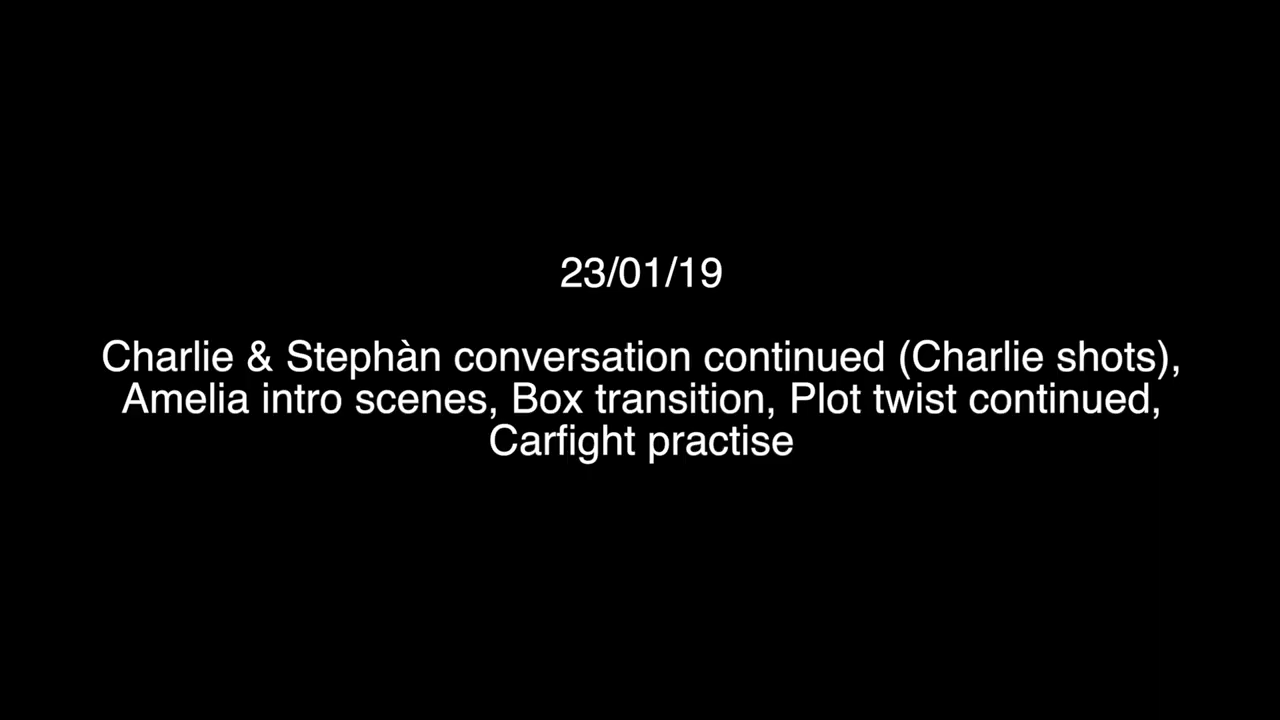 23/01/19
Charlie & Stephàn conversation continued (Charlie shots),
Amelia intro scenes, Box transition, Plot twist continued,
Carfight practise